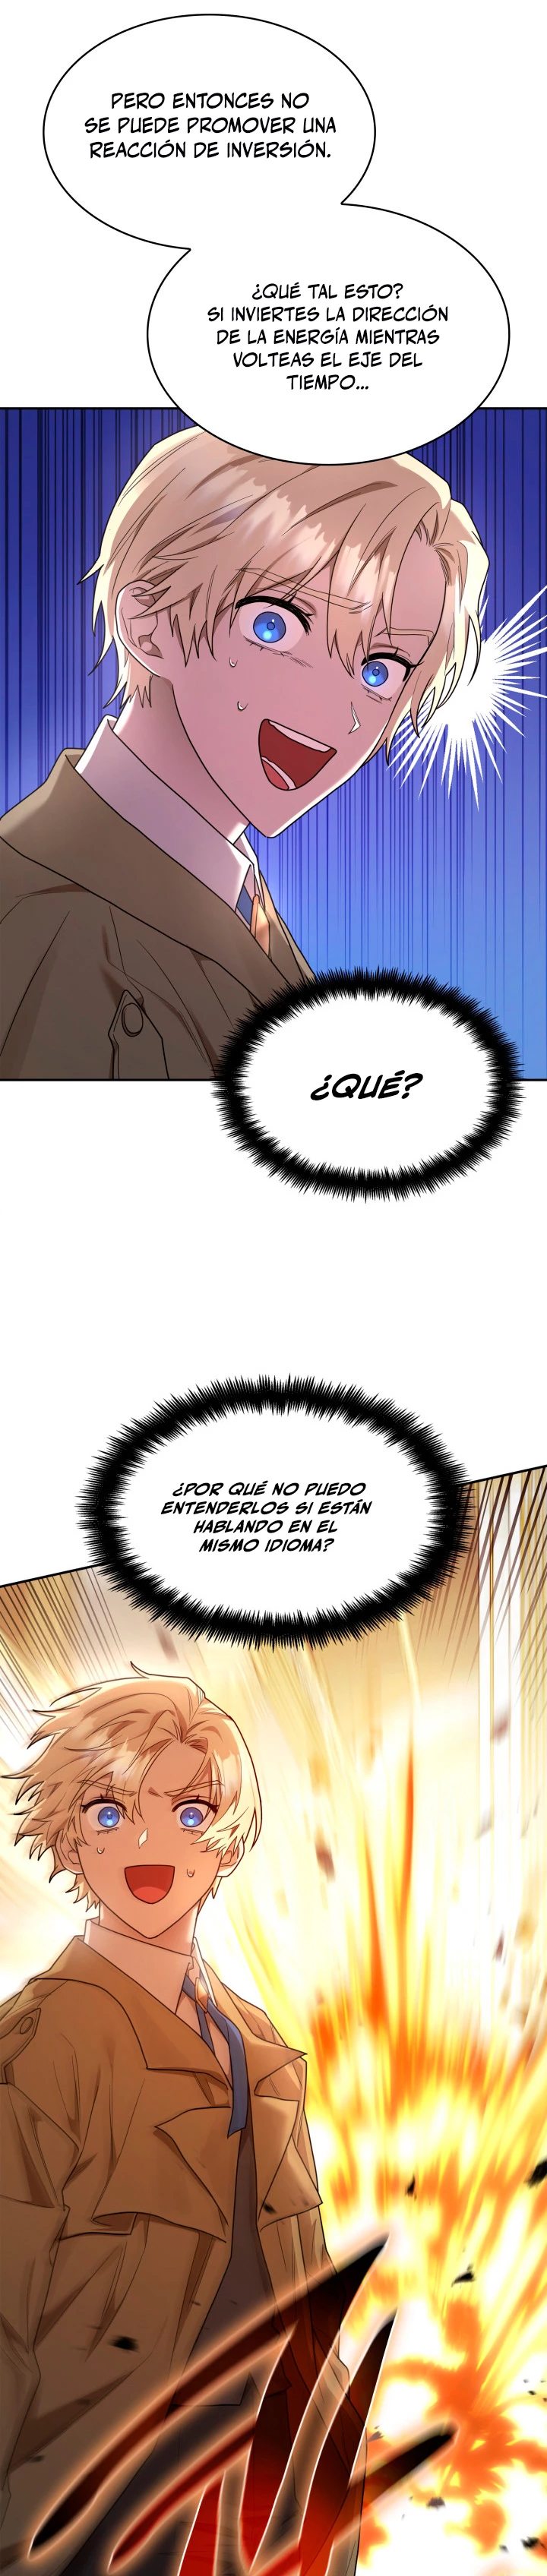 PERO ENTONCES NO
SE PUEDE PROMOVER UNA
REACCIÓN DE INVERSIÓN.
¿QUÉ TAL ESTO?
SI INVIERTES LA DIRECCIÓN
DE LA ENERGÍA MIENTRAS
VOLTEAS EL EJE DEL
TIEMPO...
¿QUÉ?
¿POR QUÉ NO PUEDO
ENTENDERLOS SI ESTÁN
HABLANDO EN EL
MISMO IDIOMA?